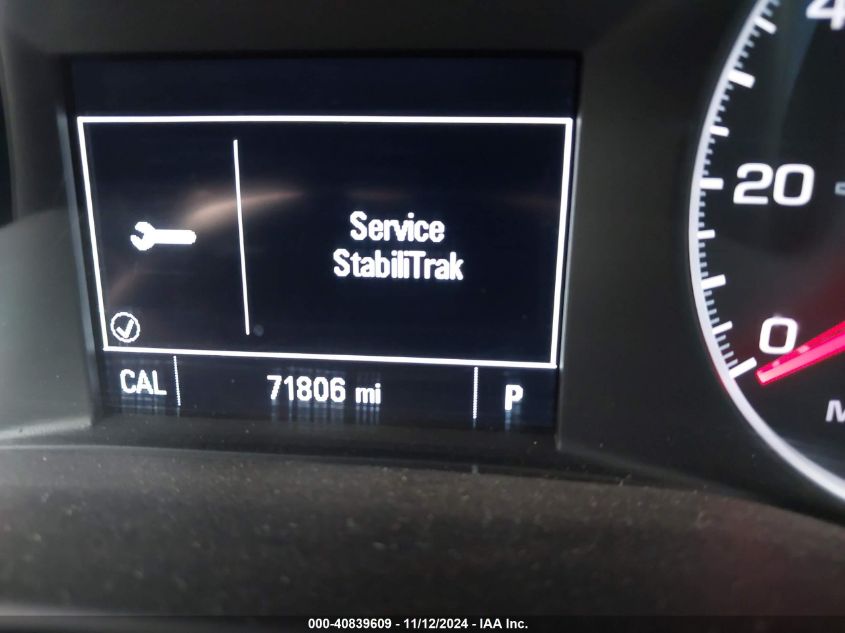 Service
StabiliTrak
CAL 71806 mi P
20
0
000-40839609 - 11/12/2024 - IAA Inc.